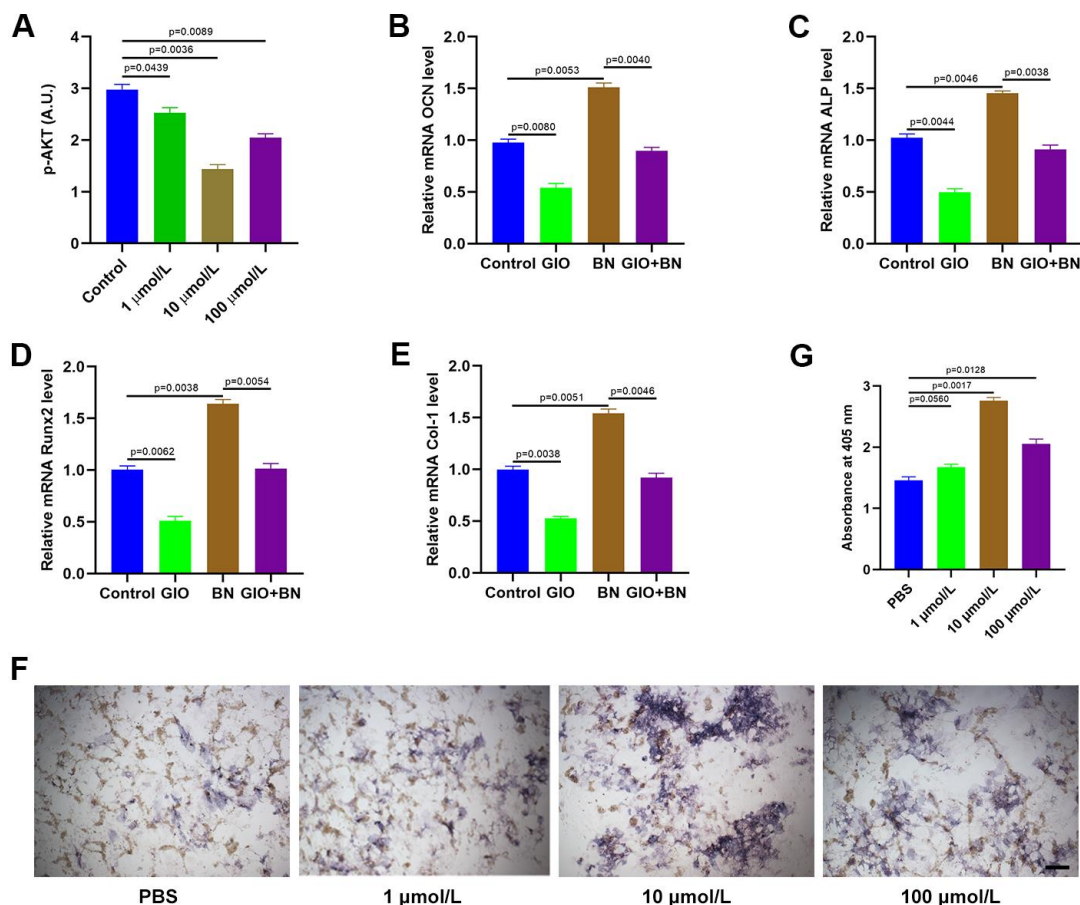 A
p-AKT (A.U.)
4
3
2
1
0
p=0.0089
p=0.0036
p=0.0439
Control
1 μmol/L
10 μmol/L
100 μmol/L
B
Relative mRNA OCN level
2.0
1.5
1.0
0.5
0.0
p=0.0053
p=0.0040
p=0.0080
Control GIO BN GIO+BN
C
Relative mRNA ALP level
2.0
1.5
1.0
0.5
0.0
p=0.0046
p=0.0038
p=0.0044
Control GIO BN GIO+BN
D
Relative mRNA Runx2 level
2.0
1.5
1.0
0.5
0.0
p=0.0038
p=0.0054
p=0.0062
Control GIO BN GIO+BN
E
Relative mRNA Col-1 level
2.0
1.5
1.0
0.5
0.0
p=0.0051
p=0.0046
p=0.0038
Control GIO BN GIO+BN
G
Absorbance at 405 nm
3
2
1
0
p=0.0128
p=0.0017
p=0.0560
PBS
1 μmol/L
10 μmol/L
100 μmol/L
F
PBS
1 μmol/L
10 μmol/L
100 μmol/L